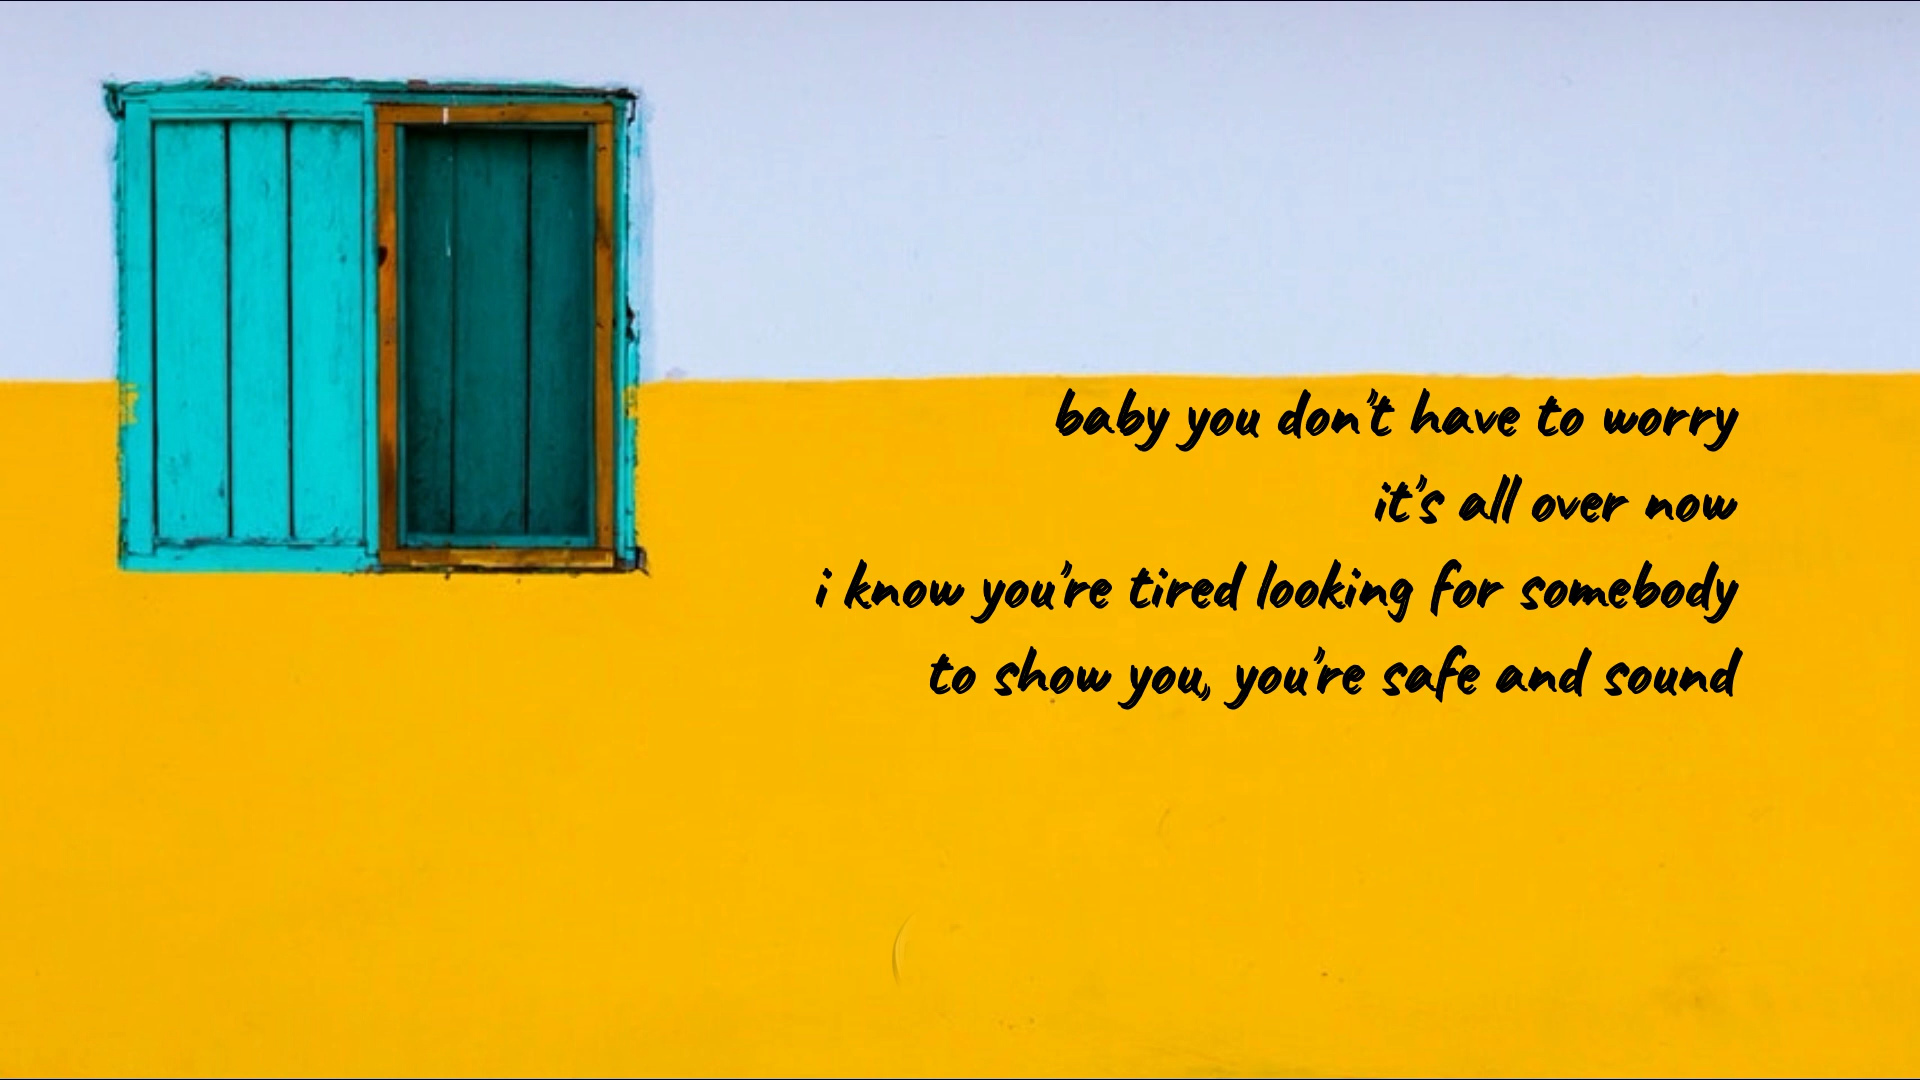 baby you don't have to worry
it's all over now
i know you're tired looking for somebody
to show you, you're safe and sound